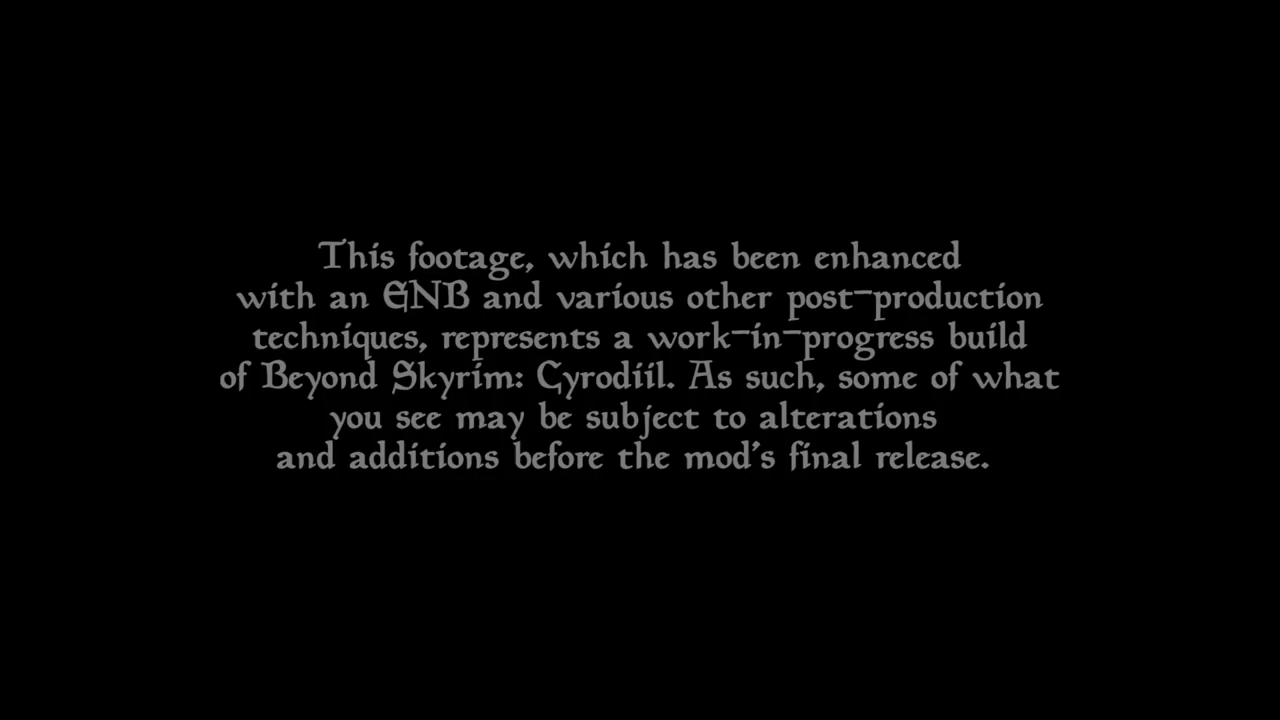 This footage, which has been enhanced
with an ENB and various other post-production
techniques, represents a work-in-progress build
of Beyond Skyrim: Cyrodiil. As such, some of what
you see may be subject to alterations
and additions before the mod's final release.